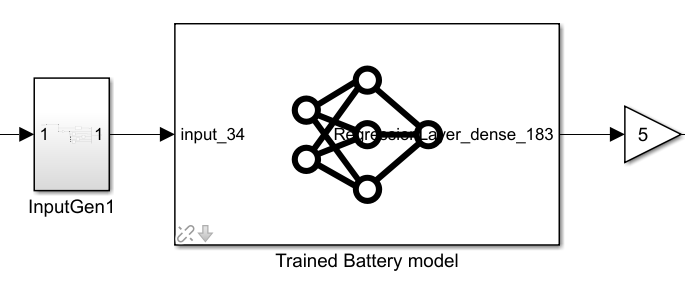 1 1
InputGen1
input_34
RegressionLayer_dense_183
Trained Battery model
5